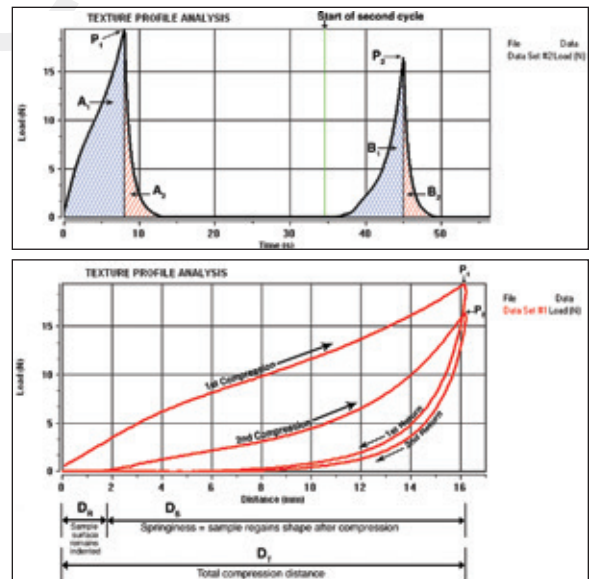 TEXTURE PROFILE ANALYSIS
Start of second cycle
File Data
Data Set #2 Load (N)
P1
P2
A1
A2
B1
B2
Load (N)
15
10
5
0
0 10 20 30 40 50
Time (s)
TEXTURE PROFILE ANALYSIS
P1
File Data
Data Set #1 Load (N)
P2
1st Compression
2nd Compression
1st Return
2nd Return
Load (N)
15
10
5
0
0 2 4 6 8 10 12 14 16
Distance (mm)
DR DS
Sample surface remains indented
Springiness = sample regains shape after compression
DT
Total compression distance